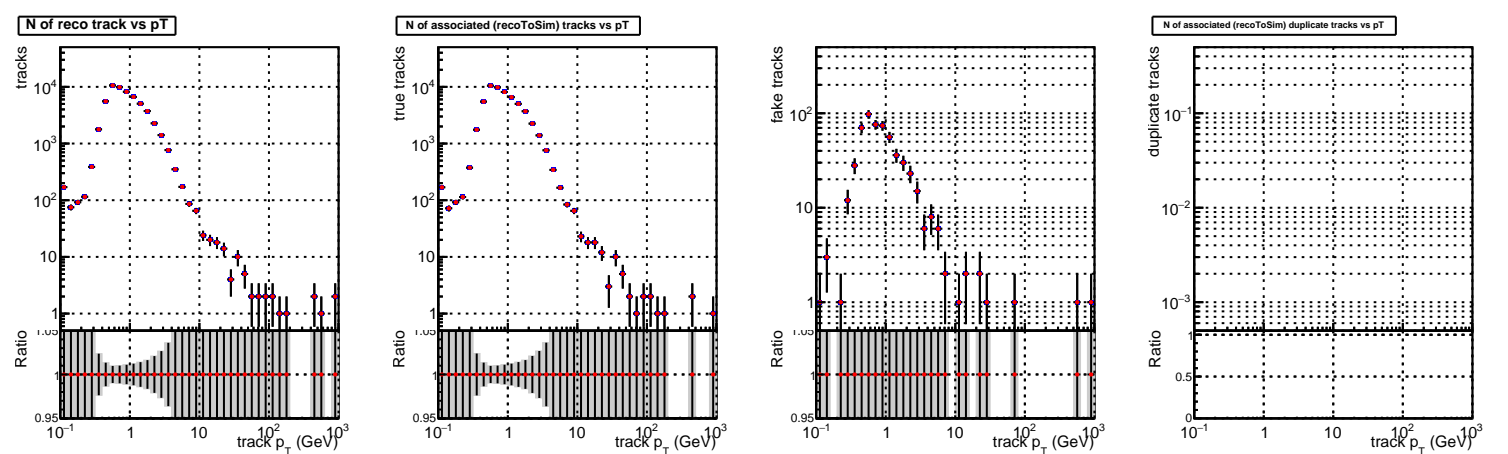 N of reco track vs pT
tracks
10⁴
10³
10²
10
1
1.05
Ratio
1
0.95
10⁻¹ 1 10 10² 10³
track p_T (GeV)
N of associated (recoToSim) tracks vs pT
true tracks
10⁴
10³
10²
10
1
1.05
Ratio
1
0.95
10⁻¹ 1 10 10² 10³
track p_T (GeV)
fake tracks
10²
10
1
1.05
Ratio
1
0.95
10⁻¹ 1 10 10² 10³
track p_T (GeV)
N of associated (recoToSim) duplicate tracks vs pT
duplicate tracks
10⁻¹
10⁻²
10⁻³
Ratio
1
0.5
0
10⁻¹ 1 10 10² 10³
track p_T (GeV)